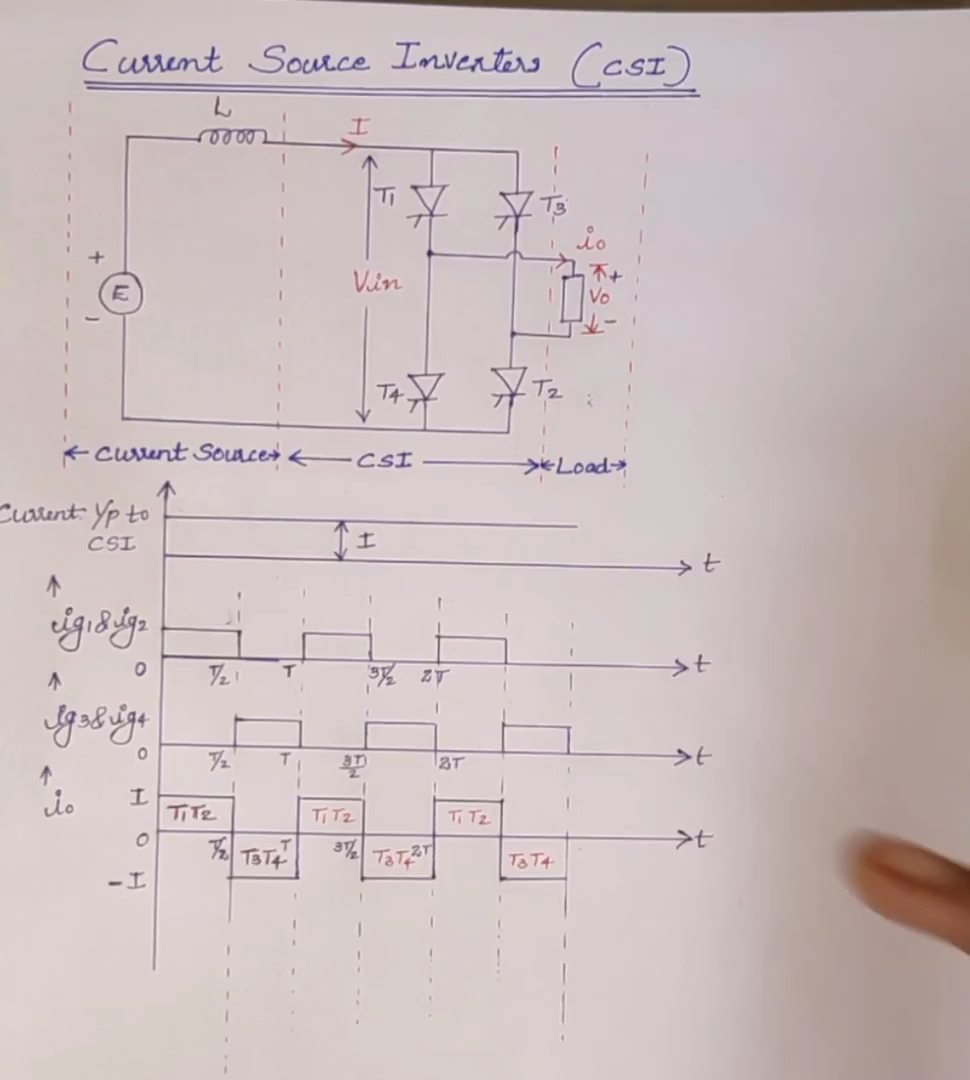 Current Source Inverters (CSI)
L
I
T1
T3
io
+
+
E
Vin
Vo
-
-
T4
T2
← Current Source → ← CSI → ← Load →
Current Yp to
CSI
I
t
ig1 & ig2
0
T/2 T 3T/2 2T
t
ig3 & ig4
0
T/2 T 3T/2 2T
t
io
I
T1T2 T1T2 T1T2
0
t
T/2 T 3T/2 2T
T3T4 T3T4 T3T4
-I